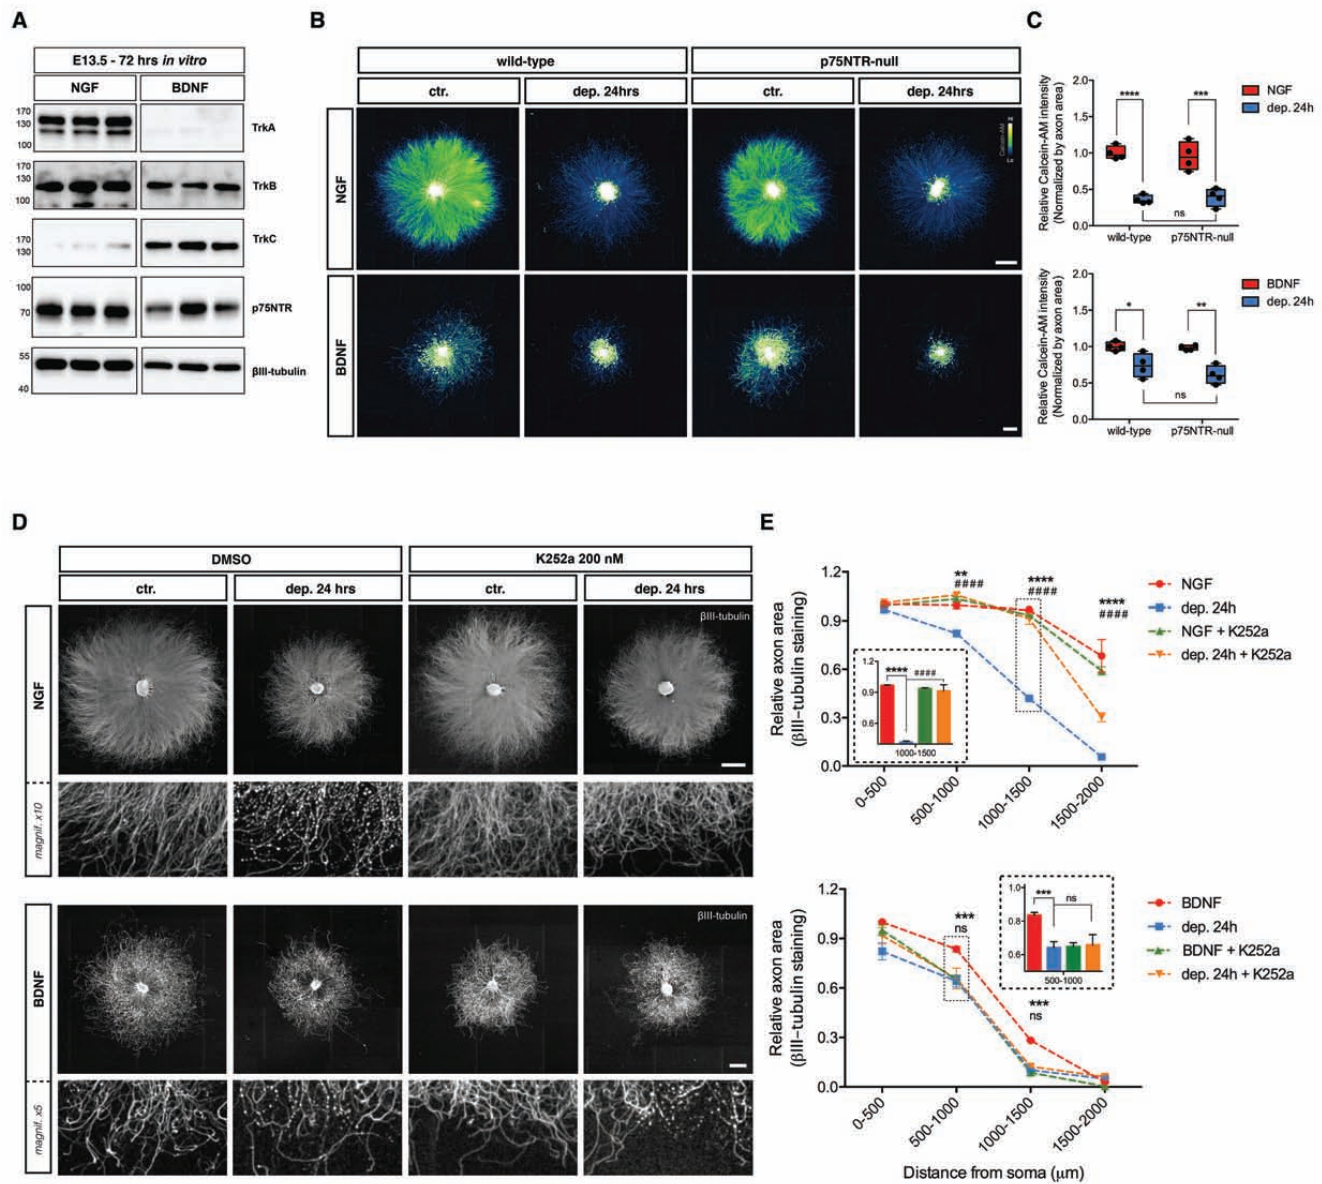 A
E13.5 - 72 hrs in vitro
NGF BDNF
170
130
100
TrkA
170
130
100
TrkB
170
130
TrkC
100
70
p75NTR
55
40
βIII-tubulin
B
wild-type p75NTR-null
ctr. dep. 24hrs ctr. dep. 24hrs
NGF
Hi
Calcein-AM
Lo
BDNF
C
Relative Calcein-AM intensity
(Normalized by axon area)
2.0
1.5
1.0
0.5
0.0
**** ***
ns
wild-type p75NTR-null
NGF
dep. 24h
Relative Calcein-AM intensity
(Normalized by axon area)
2.0
1.5
1.0
0.5
0.0
* **
ns
wild-type p75NTR-null
BDNF
dep. 24h
D
DMSO K252a 200 nM
ctr. dep. 24 hrs ctr. dep. 24 hrs
NGF
βIII-tubulin
magnif. x10
BDNF
βIII-tubulin
magnif. x5
E
Relative axon area
(βIII-tubulin staining)
1.2
0.9
0.6
0.3
0.0
**
####
****
####
****
####
1.2
0.9
0.6
**** ####
1000-1500
0-500
500-1000
1000-1500
1500-2000
NGF
dep. 24h
NGF + K252a
dep. 24h + K252a
Relative axon area
(βIII-tubulin staining)
1.2
0.9
0.6
0.3
0.0
***
ns
***
ns
1.0
0.8
0.6
*** ns
500-1000
0-500
500-1000
1000-1500
1500-2000
BDNF
dep. 24h
BDNF + K252a
dep. 24h + K252a
Distance from soma (μm)